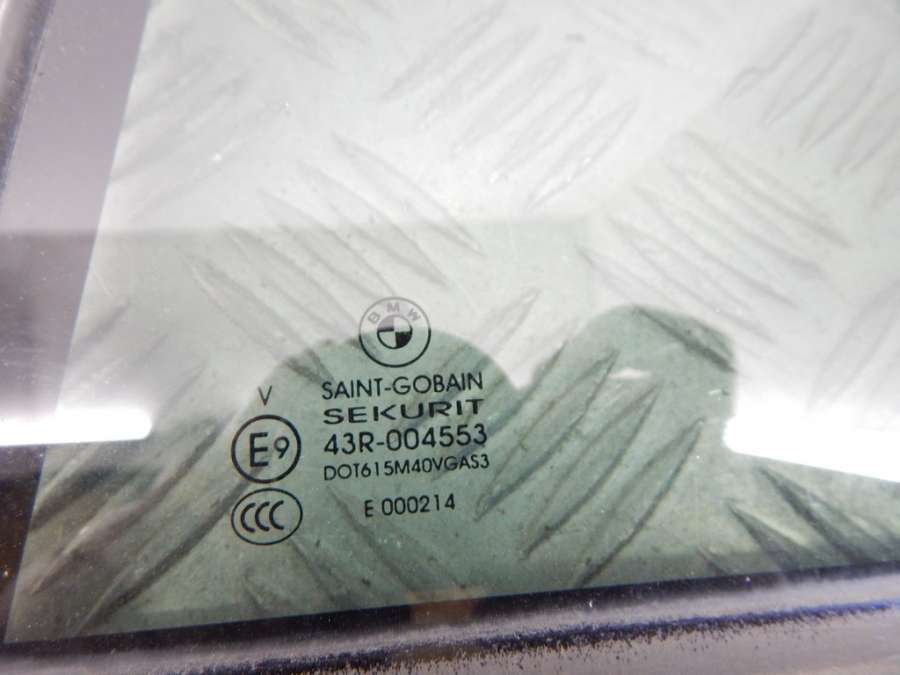 BMW
V
SAINT-GOBAIN
SEKURIT
E9
43R-004553
DOT615M40VGAS3
CCC
E 000214